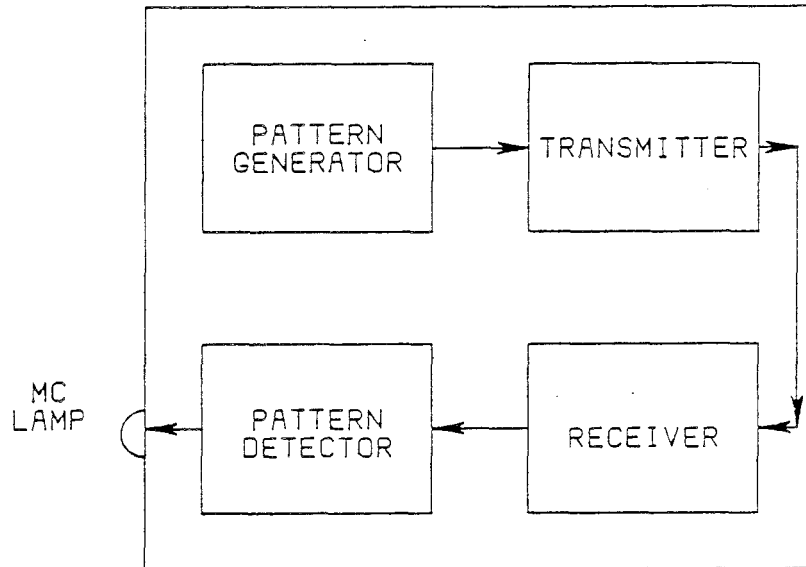 PATTERN
GENERATOR
TRANSMITTER
MC
LAMP
PATTERN
DETECTOR
RECEIVER